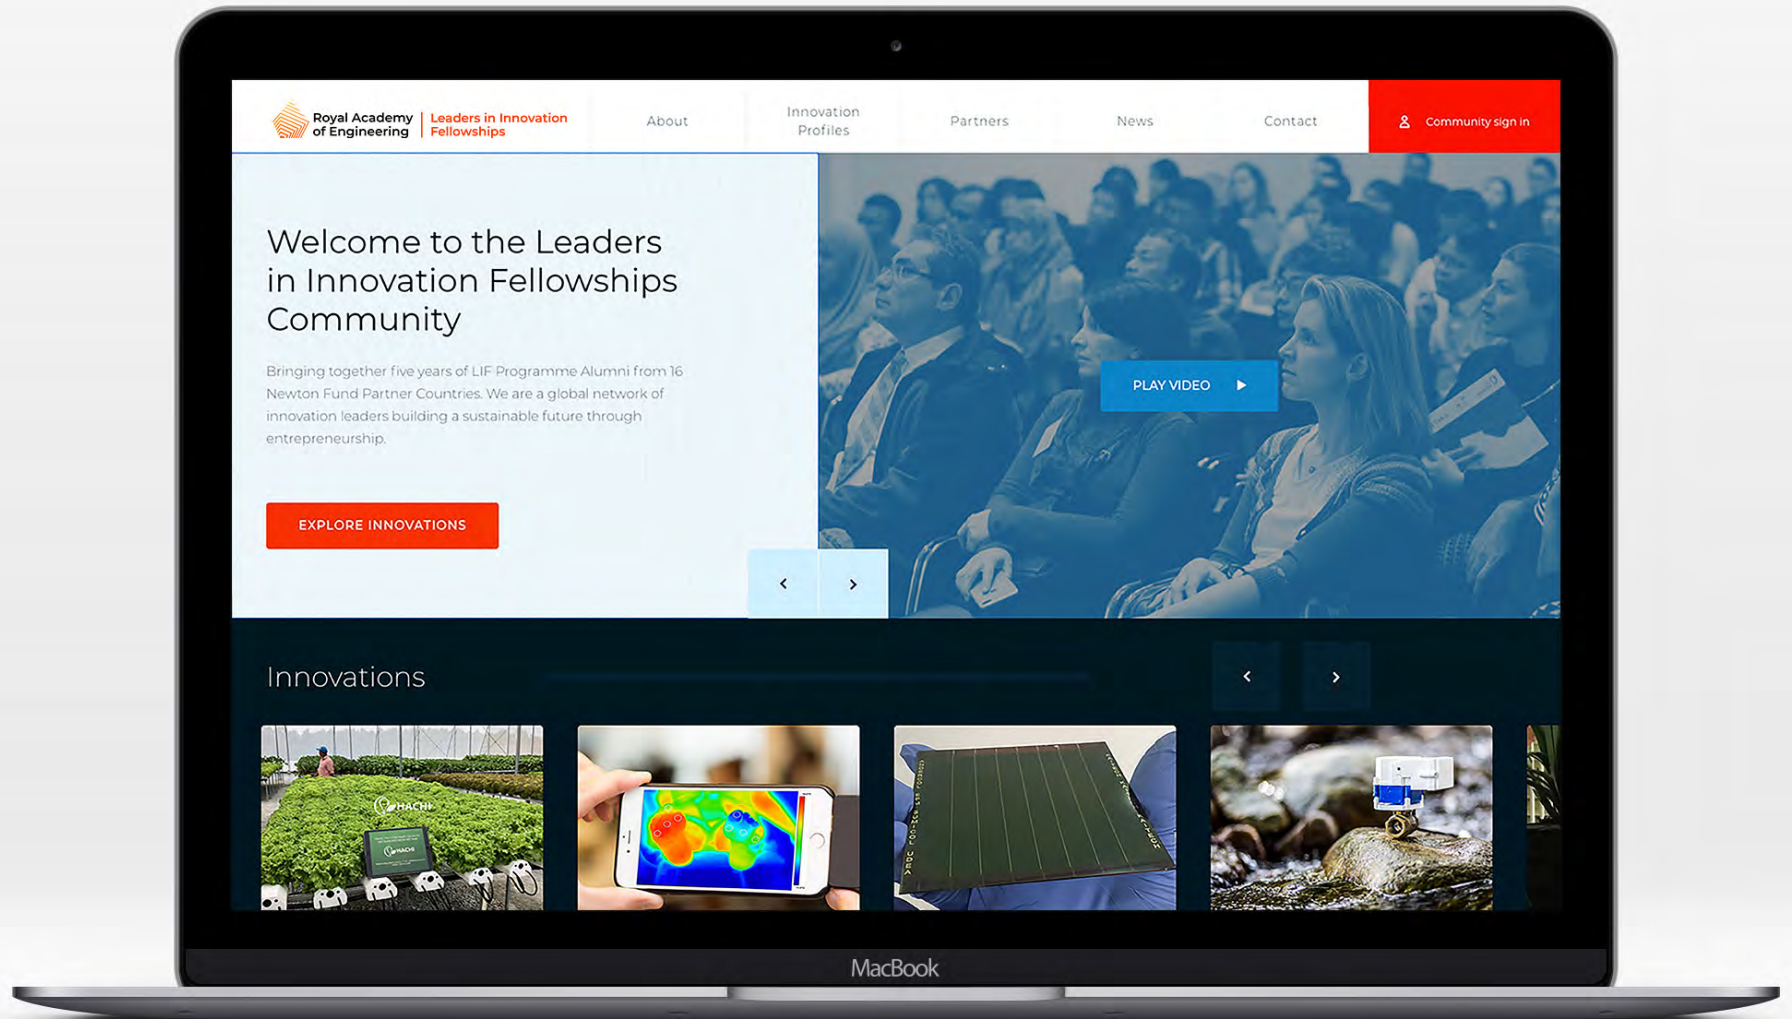 Royal Academy
of Engineering
Leaders in Innovation
Fellowships
About
Innovation
Profiles
Partners
News
Contact
Community sign in
Welcome to the Leaders
in Innovation Fellowships
Community
Bringing together five years of LIF Programme Alumni from 16
Newton Fund Partner Countries. We are a global network of
innovation leaders building a sustainable future through
entrepreneurship.
EXPLORE INNOVATIONS
PLAY VIDEO
Innovations
HACHI
HACHI
MacBook